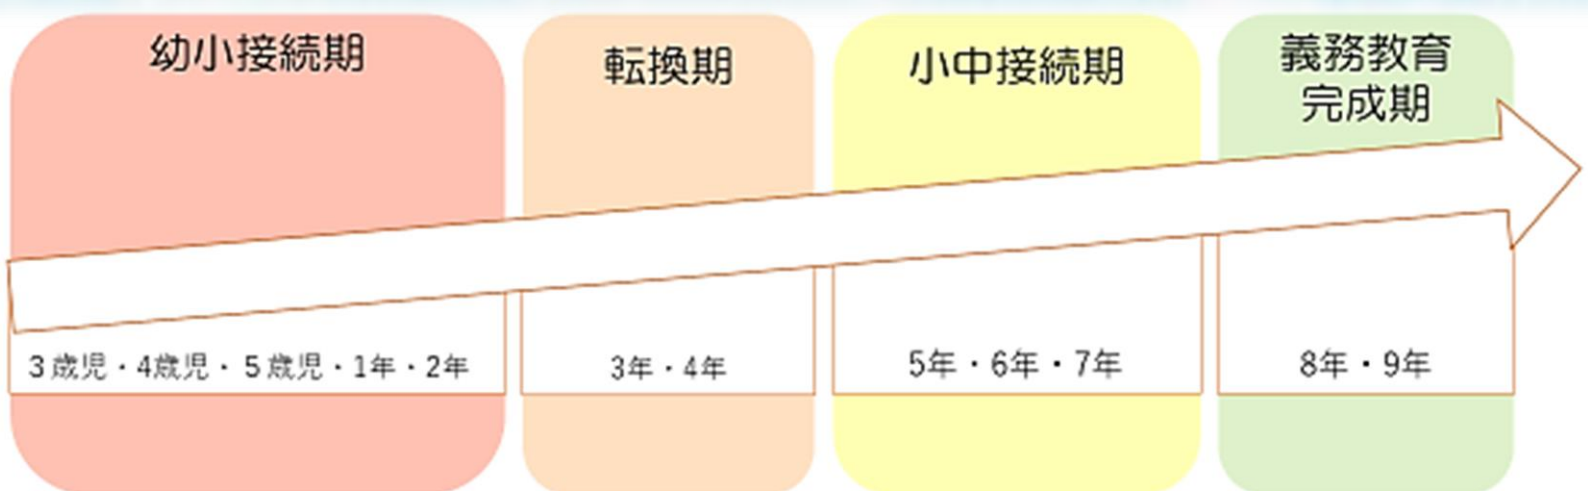 幼小接続期
転換期
小中接続期
義務教育
完成期
3歳児・4歳児・5歳児・1年・2年
3年・4年
5年・6年・7年
8年・9年